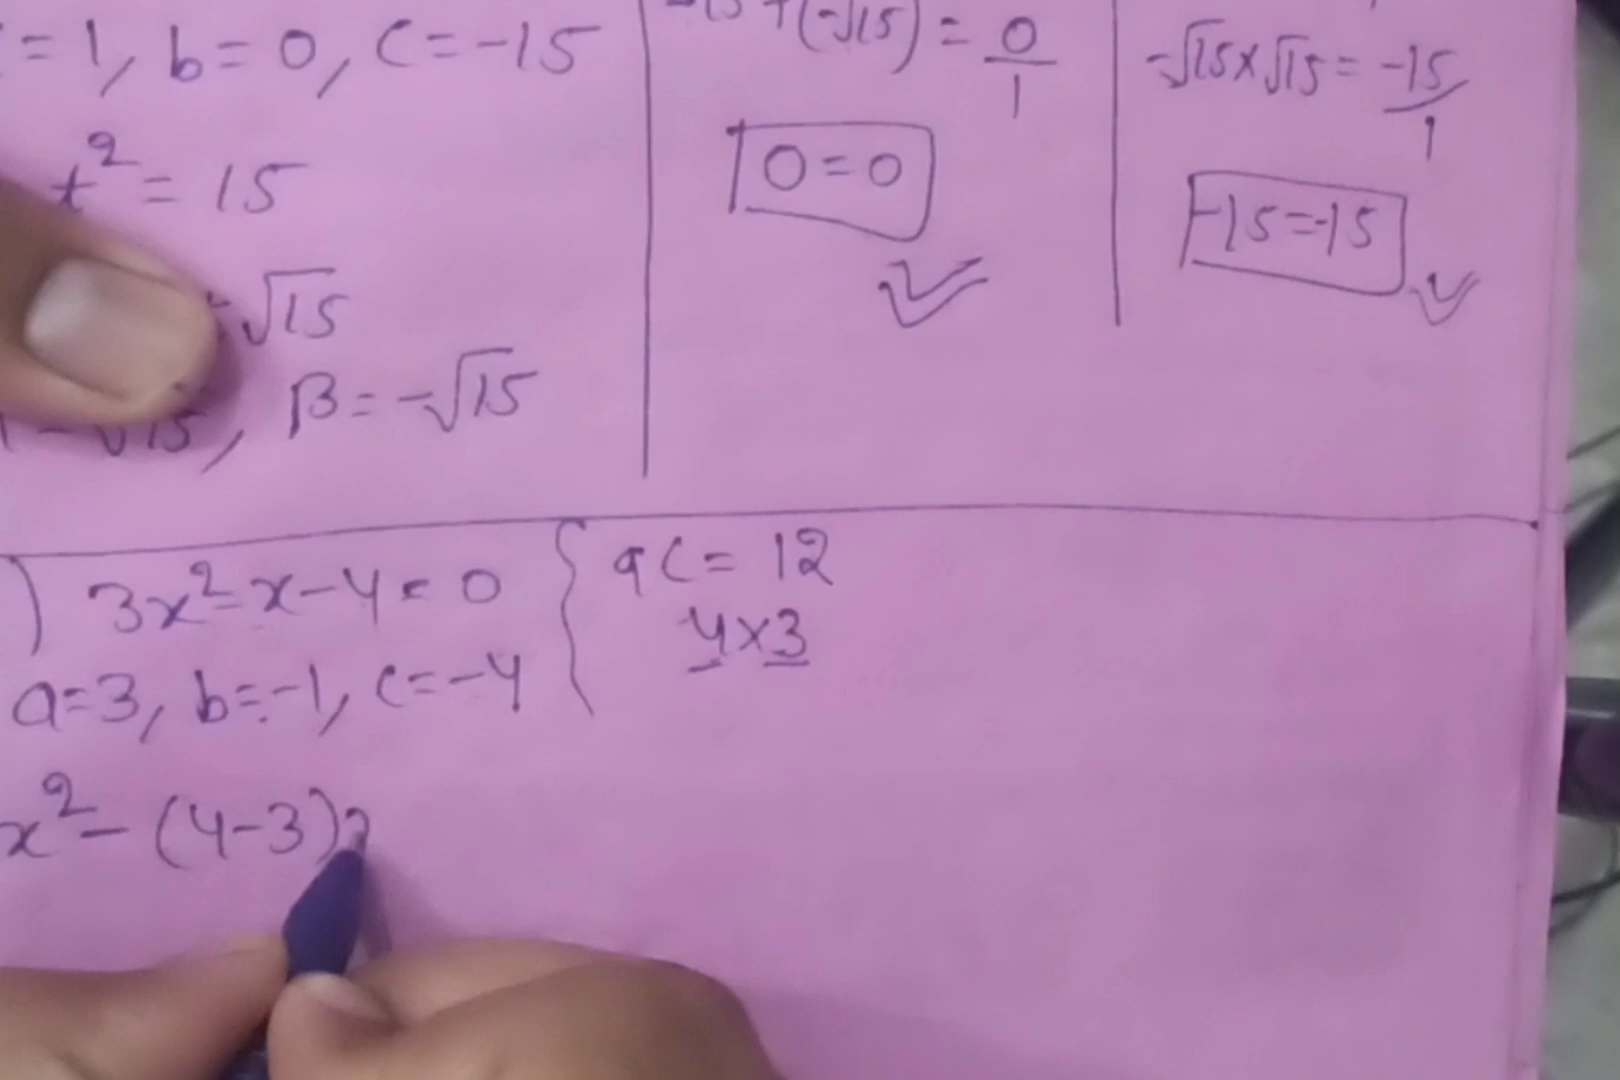 = 1, b = 0, c = -15
t² = 15
√15
√15, β = -√15
+(-√15) = 0/1
0 = 0
-√15 × √15 = -15/1
-15 = -15
) 3x² - x - 4 = 0
a = 3, b = -1, c = -4
ac = 12
4 × 3
x² - (4 - 3)